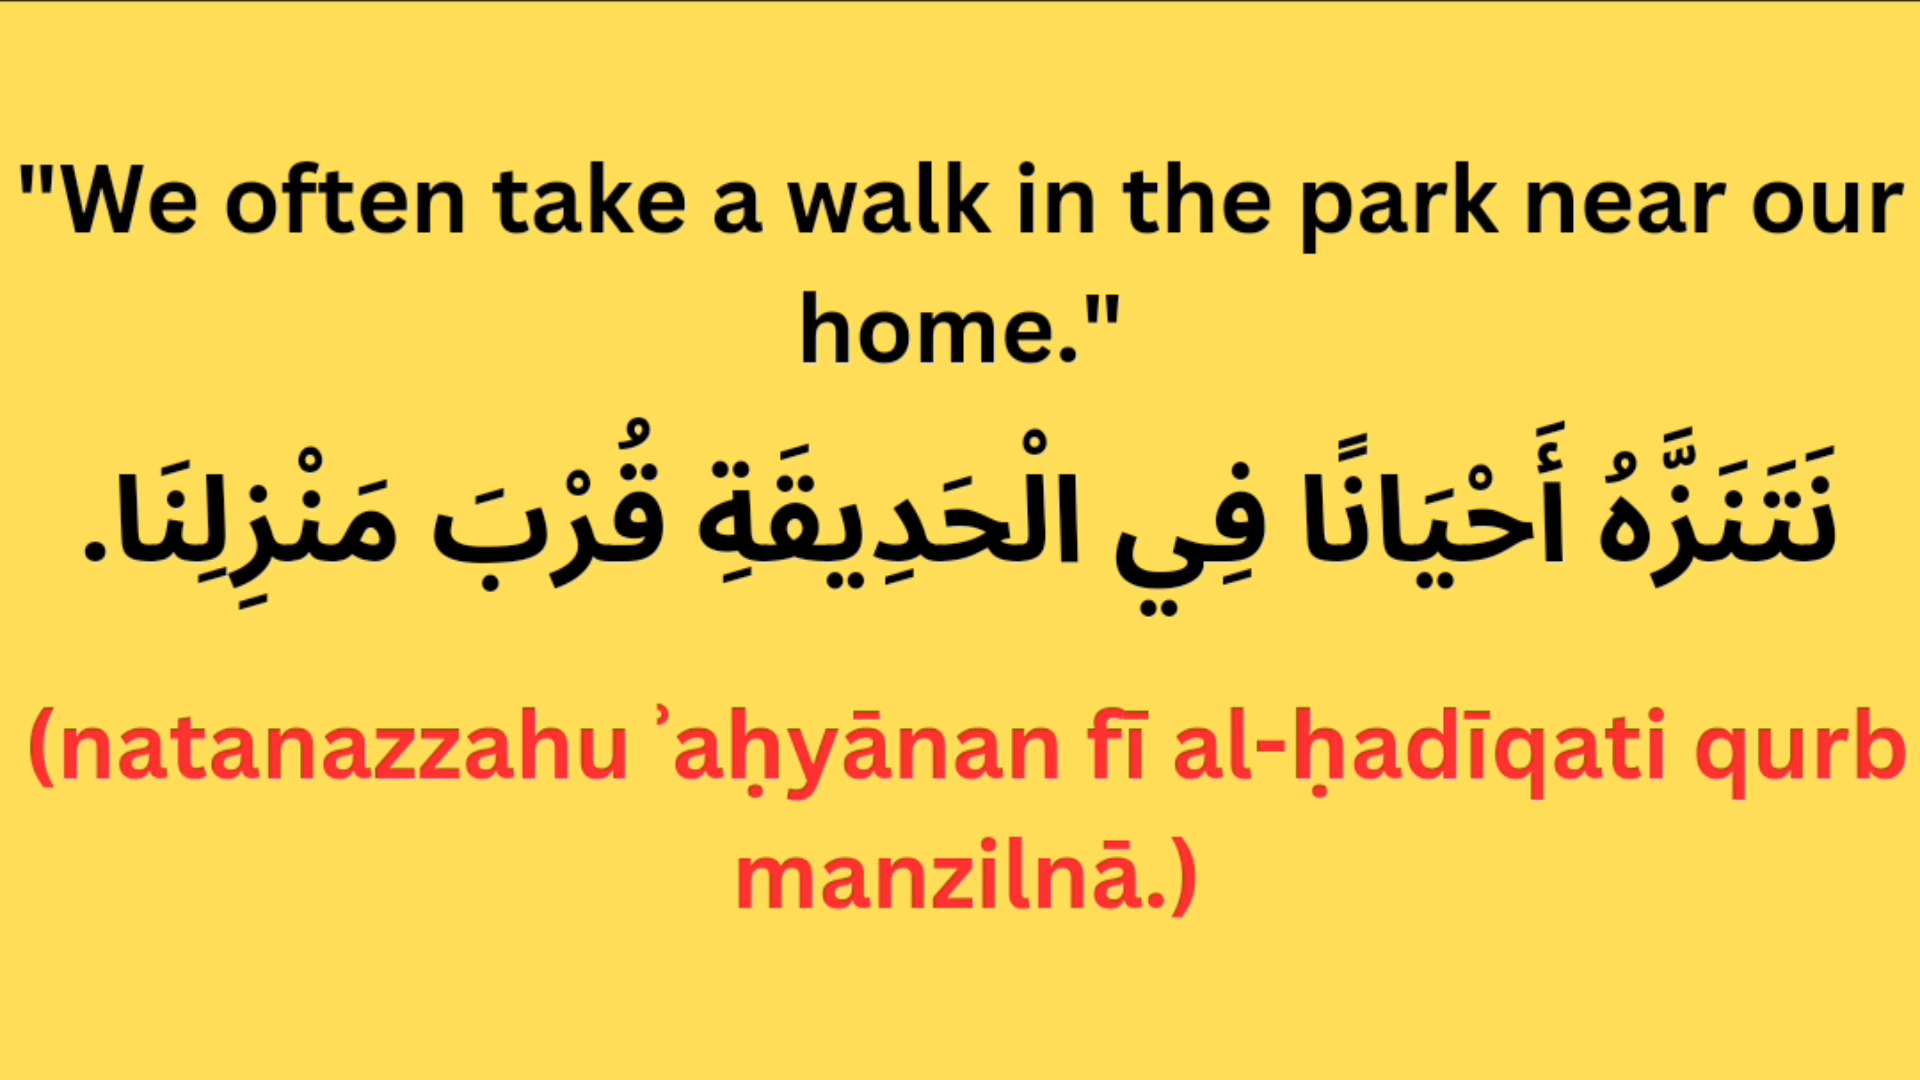 "We often take a walk in the park near our
home."
نَتَنَزَّهُ أَحْيَانًا فِي الْحَدِيقَةِ قُرْبَ مَنْزِلِنَا.
(natanazzahu ʾaḥyānan fī al-ḥadīqati qurb
manzilnā.)